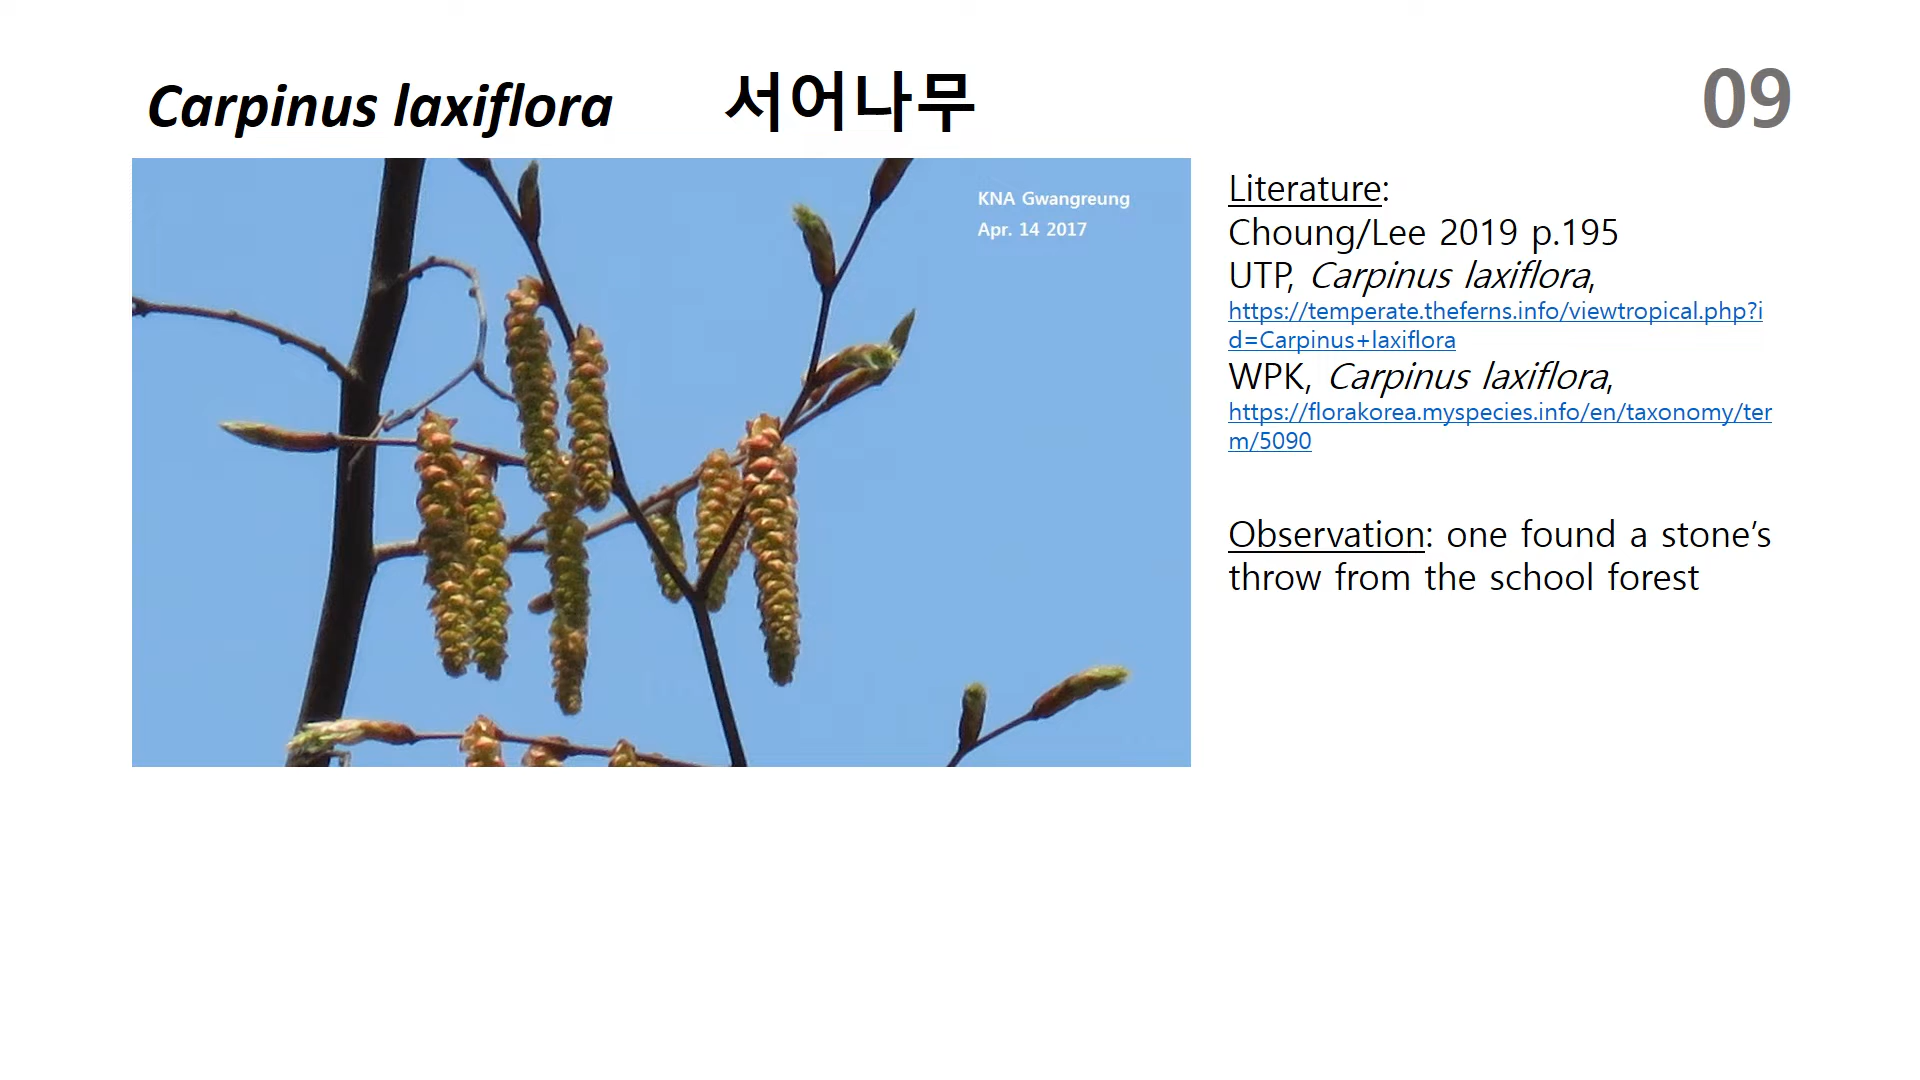 Carpinus laxiflora 서어나무 09
KNA Gwangreung
Apr. 14 2017
Literature:
Choung/Lee 2019 p.195
UTP, Carpinus laxiflora,
https://temperate.theferns.info/viewtropical.php?i
d=Carpinus+laxiflora
WPK, Carpinus laxiflora,
https://florakorea.myspecies.info/en/taxonomy/ter
m/5090
Observation: one found a stone’s
throw from the school forest